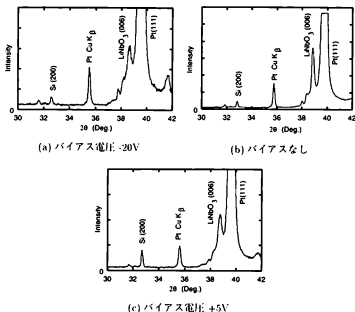 Intensity
Si (200)
Pt Cu K β
LiNbO3 (006)
Pt(111)
30 32 34 36 38 40 42
2θ (Deg.)
(a) バイアス電圧 -20V
Intensity
Si (200)
Pt Cu K β
LiNbO3 (006)
Pt(111)
30 32 34 36 38 40 42
2θ (Deg.)
(b) バイアスなし
Intensity
Si (200)
Pt Cu K β
LiNbO3 (006)
Pt(111)
30 32 34 36 38 40 42
2θ (Deg.)
(c) バイアス電圧 +5V